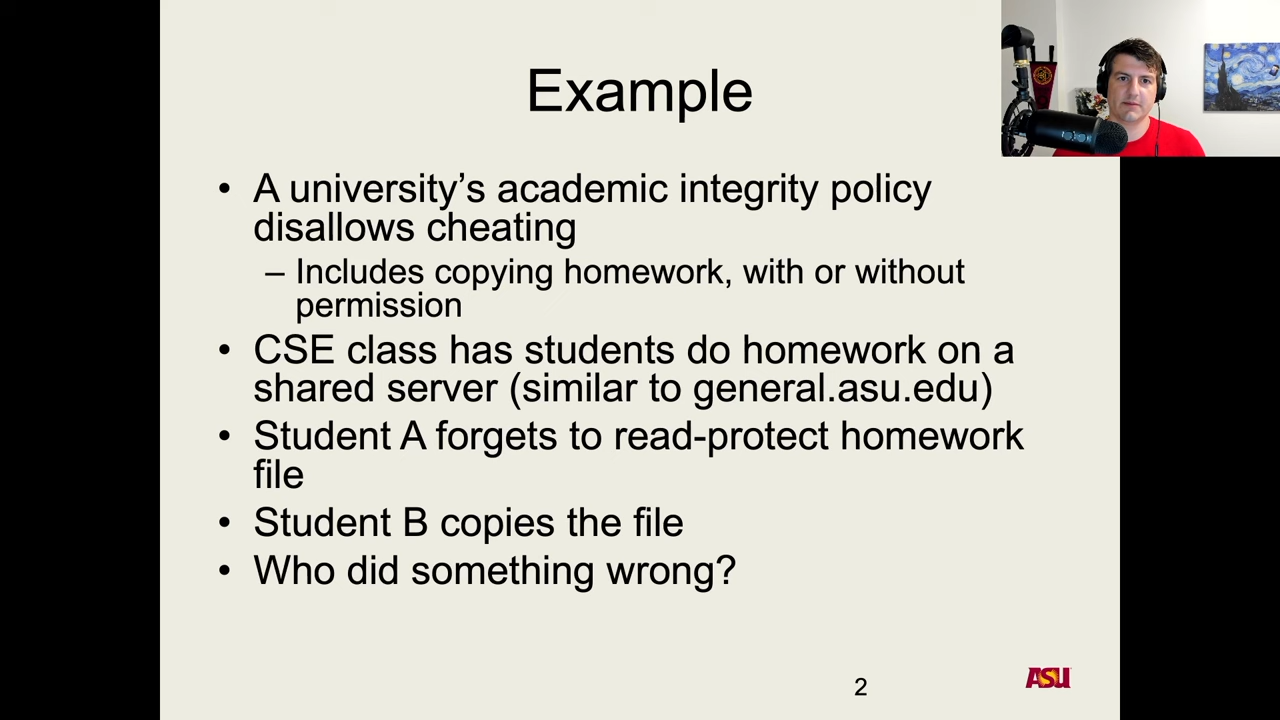 Example
• A university’s academic integrity policy
disallows cheating
– Includes copying homework, with or without
permission
• CSE class has students do homework on a
shared server (similar to general.asu.edu)
• Student A forgets to read-protect homework
file
• Student B copies the file
• Who did something wrong?
2
ASU